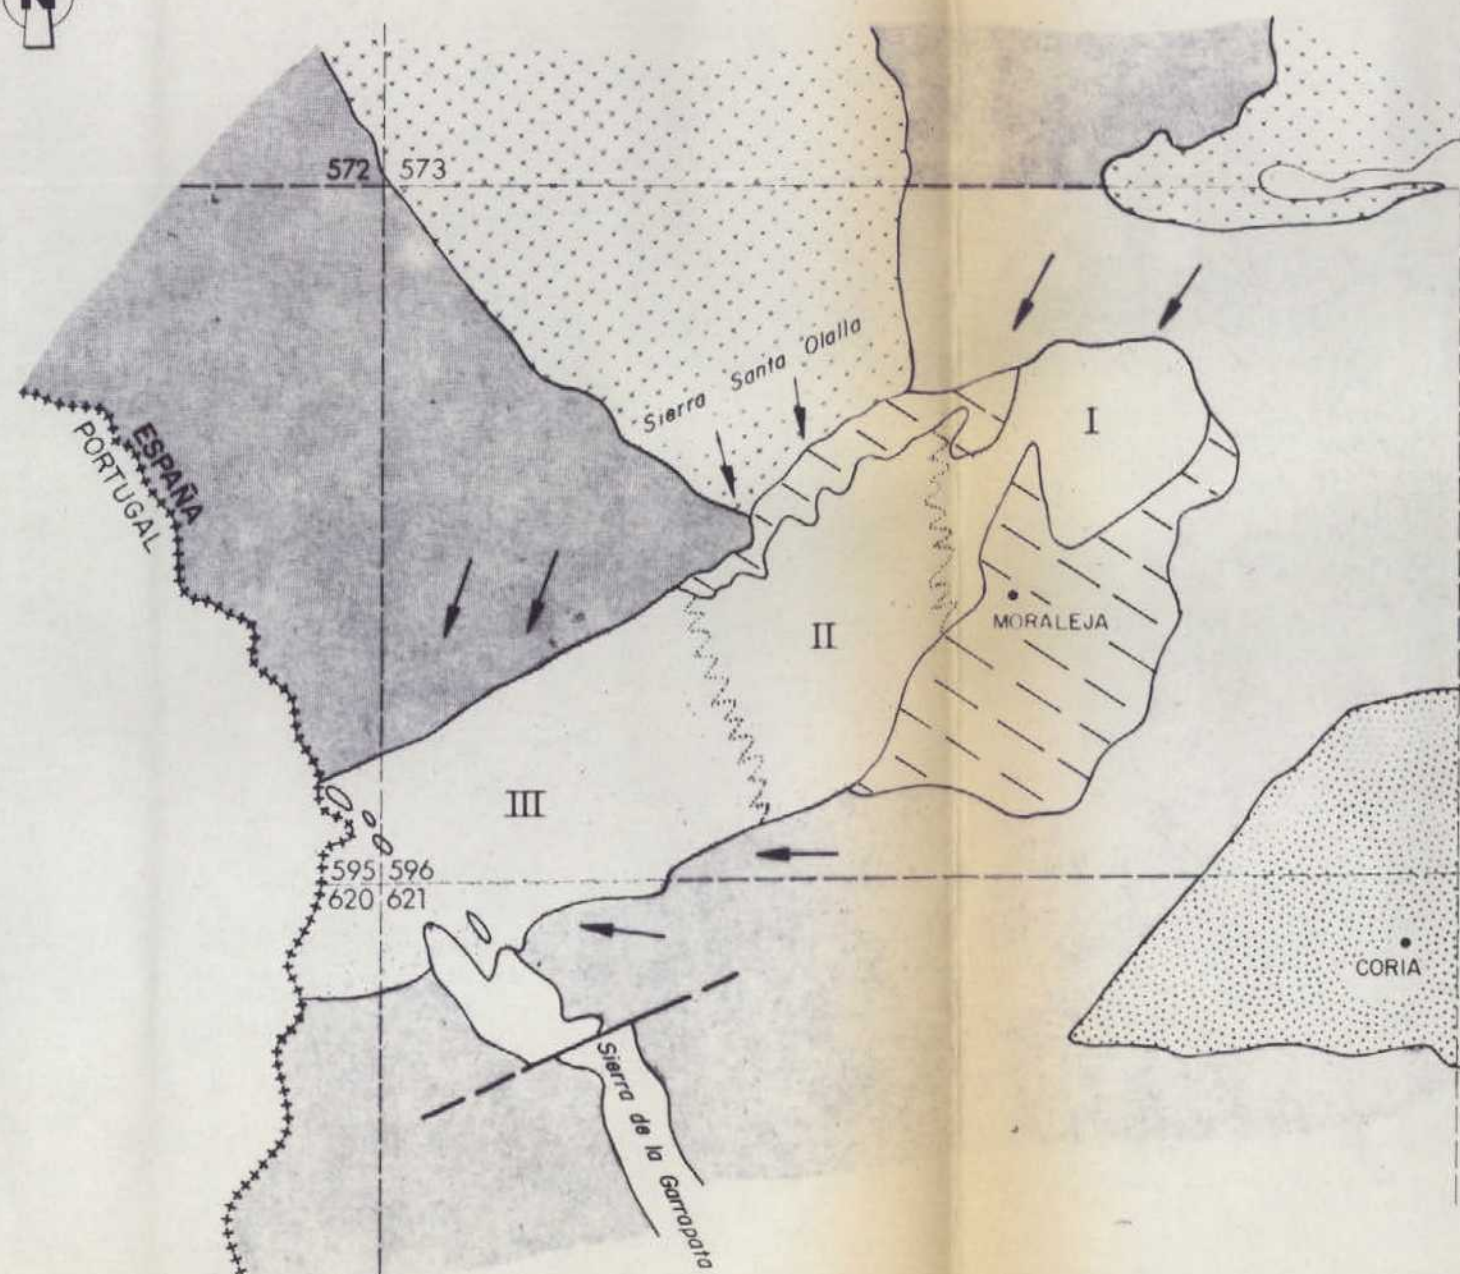 N
572 573
Sierra Santa Olalla
I
ESPAÑA
PORTUGAL
MORALEJA
II
III
595 596
620 621
CORIA
Sierra de la Garrapata